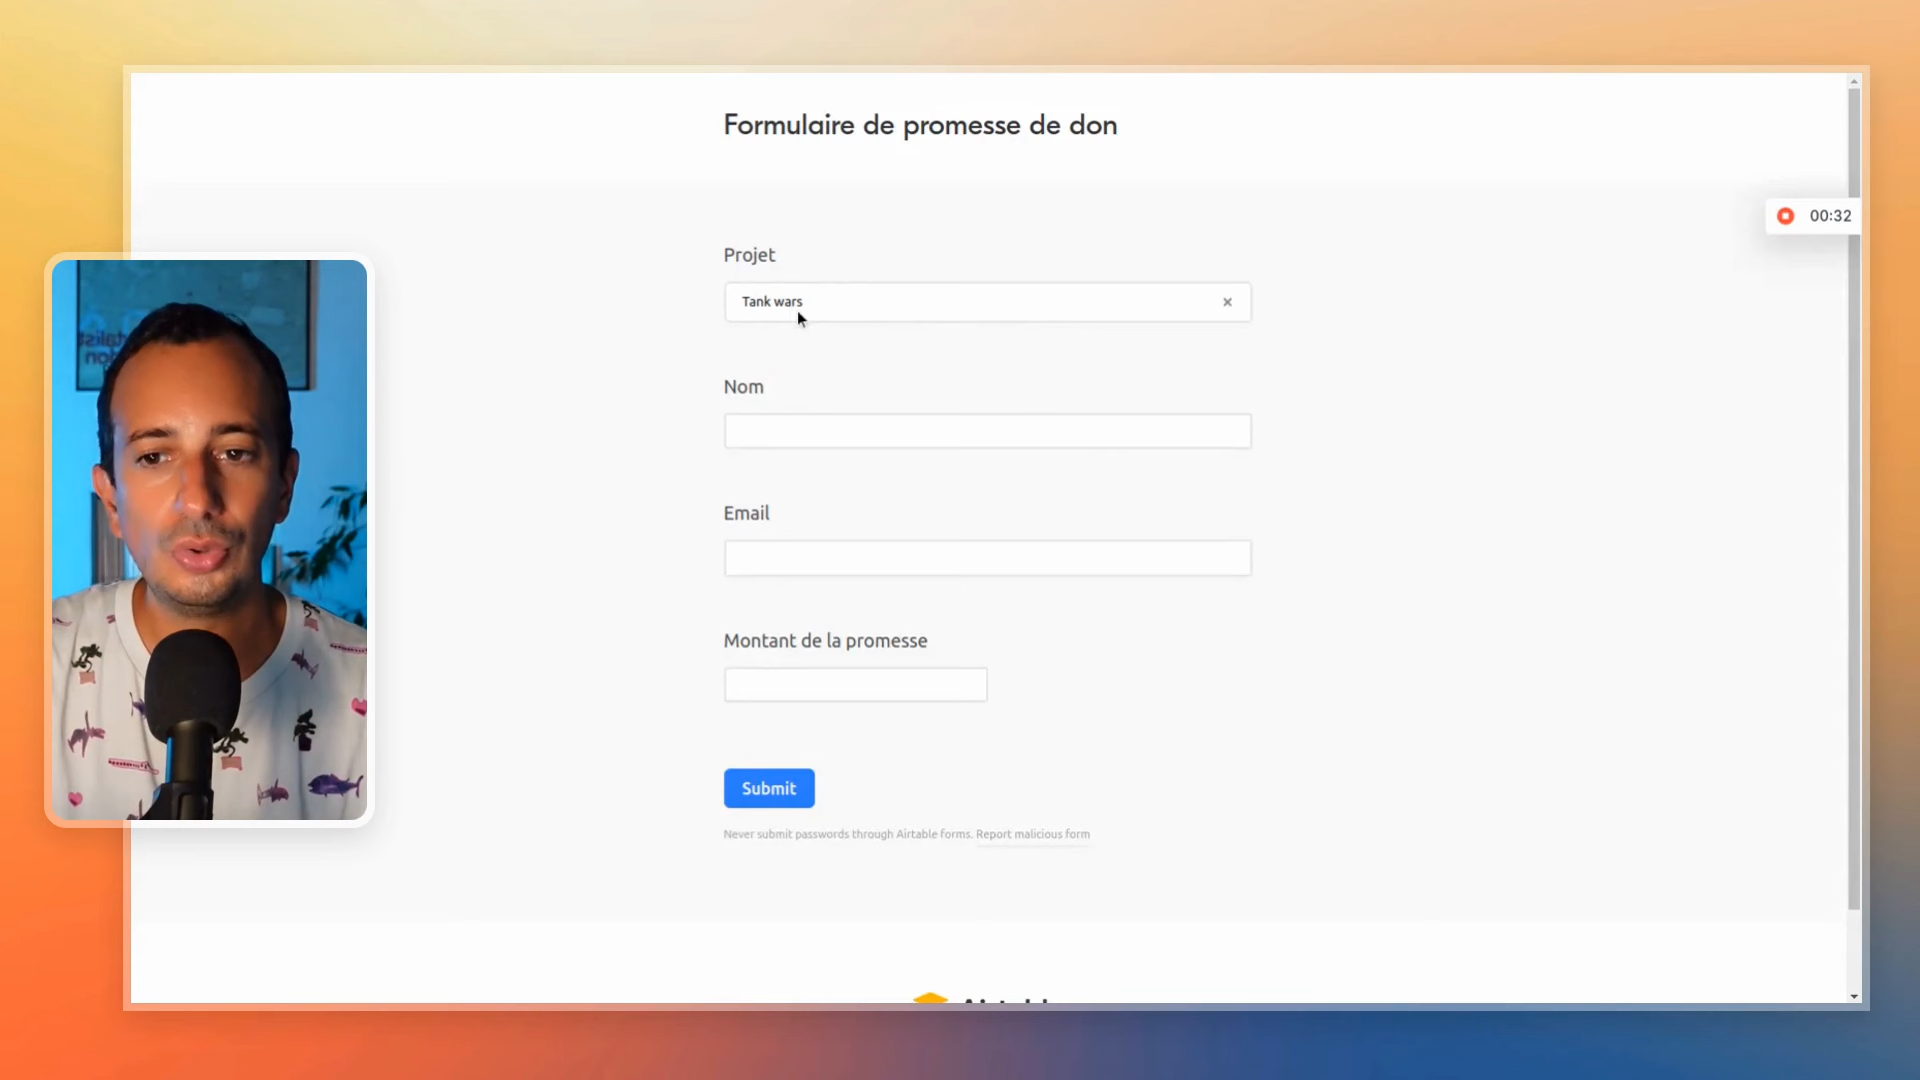 Formulaire de promesse de don
00:32
Projet
Tank wars
Nom
Email
Montant de la promesse
Submit
Never submit passwords through Airtable forms. Report malicious form